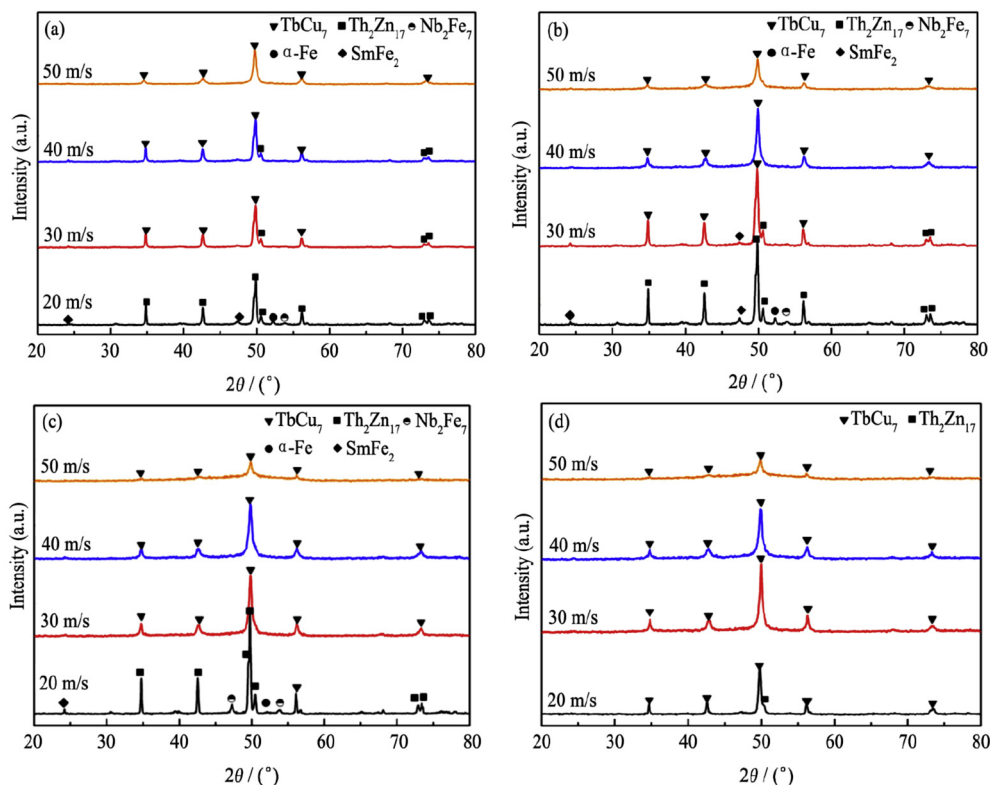 (a) TbCu7 Th2Zn17 Nb2Fe7
α-Fe SmFe2
50 m/s
40 m/s
30 m/s
20 m/s
Intensity (a.u.)
20 30 40 50 60 70 80
2θ / (°)
(b) TbCu7 Th2Zn17 Nb2Fe7
α-Fe SmFe2
50 m/s
40 m/s
30 m/s
20 m/s
Intensity (a.u.)
20 30 40 50 60 70 80
2θ / (°)
(c) TbCu7 Th2Zn17 Nb2Fe7
α-Fe SmFe2
50 m/s
40 m/s
30 m/s
20 m/s
Intensity (a.u.)
20 30 40 50 60 70 80
2θ / (°)
(d) TbCu7 Th2Zn17
50 m/s
40 m/s
30 m/s
20 m/s
Intensity (a.u.)
20 30 40 50 60 70 80
2θ / (°)